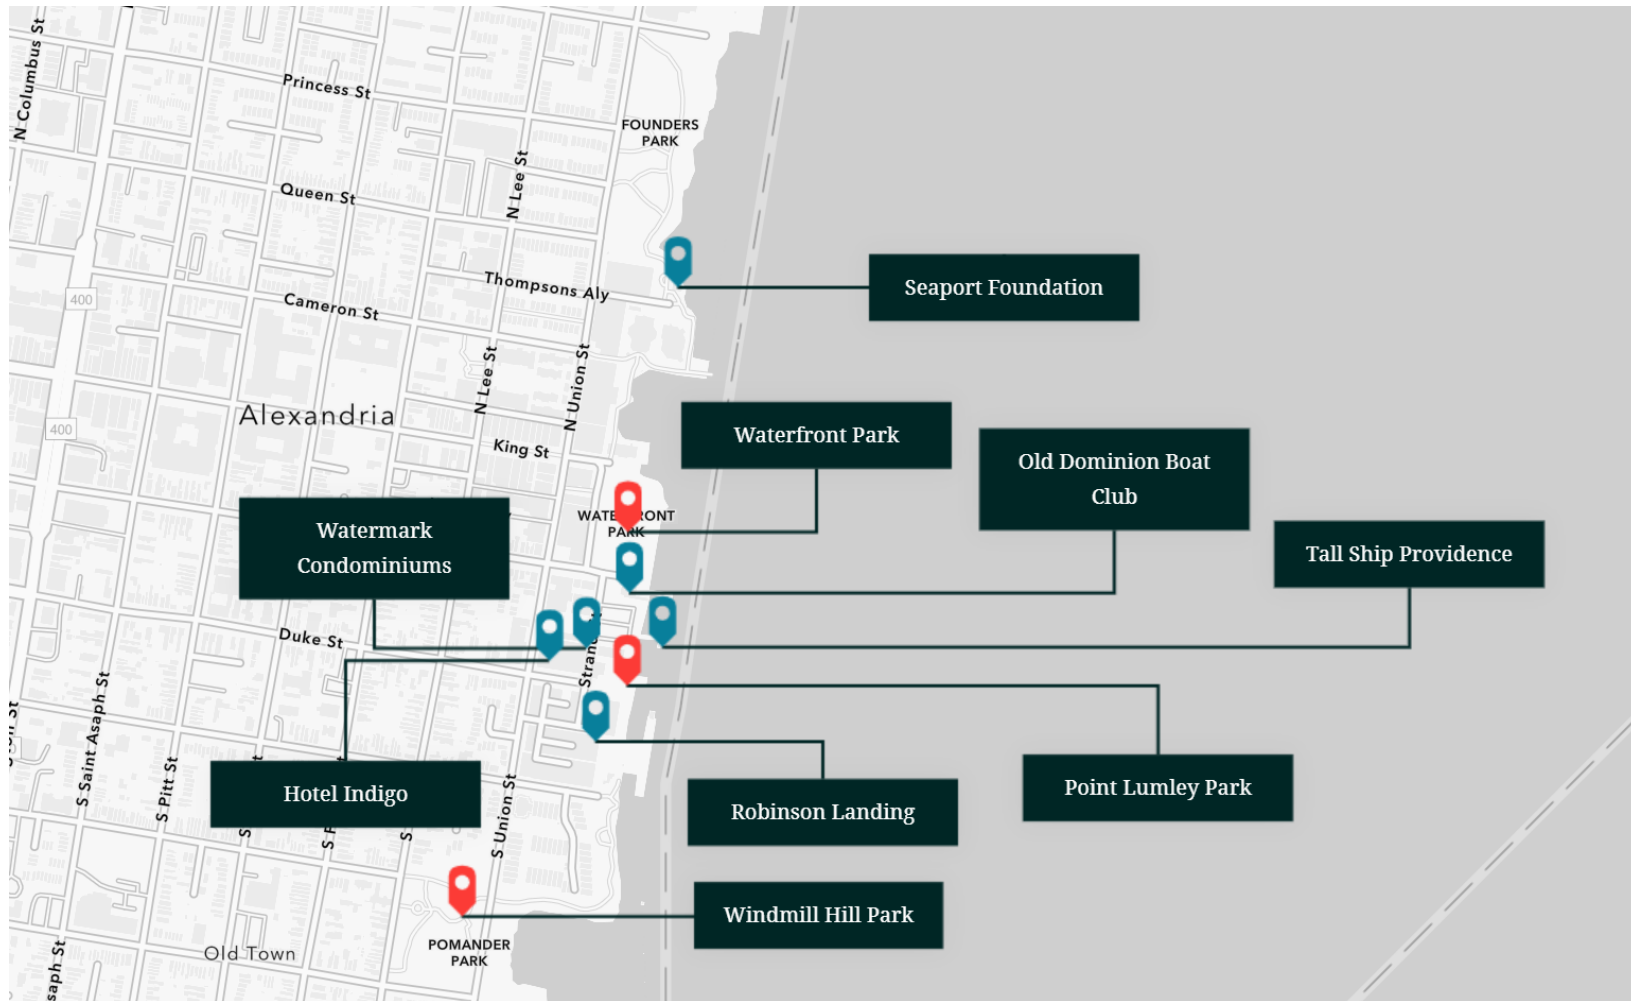 N Columbus St
Princess St
FOUNDERS
PARK
Queen St
N Lee St
Thompsons Aly
Seaport Foundation
Cameron St
400
N Lee St
N Union St
Alexandria
400
King St
Waterfront Park
Old Dominion Boat
Club
PARK
Watermark
Condominiums
Tall Ship Providence
Duke St
S Saint Asaph St
S Pitt St
Hotel Indigo
S Union St
Robinson Landing
Point Lumley Park
Windmill Hill Park
POMANDER
PARK
Old Town